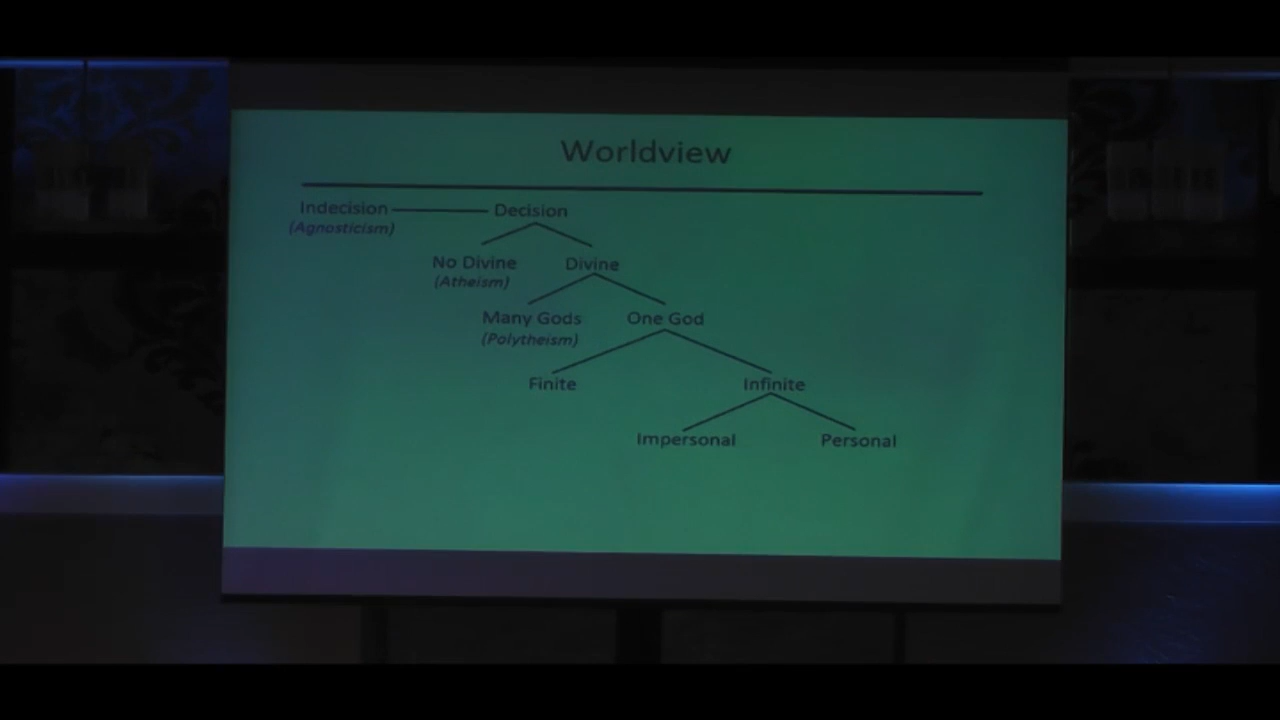 Worldview
Indecision Decision
(Agnosticism)
No Divine Divine
(Atheism)
Many Gods One God
(Polytheism)
Finite Infinite
Impersonal Personal